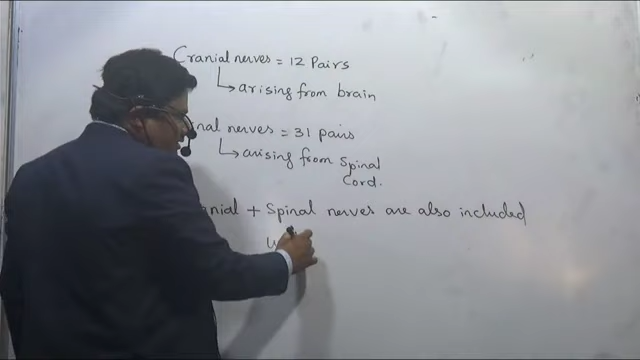 Cranial nerves = 12 Pairs
arising from brain
nal nerves = 31 pairs
arising from Spinal
Cord.
anial + Spinal nerves are also included